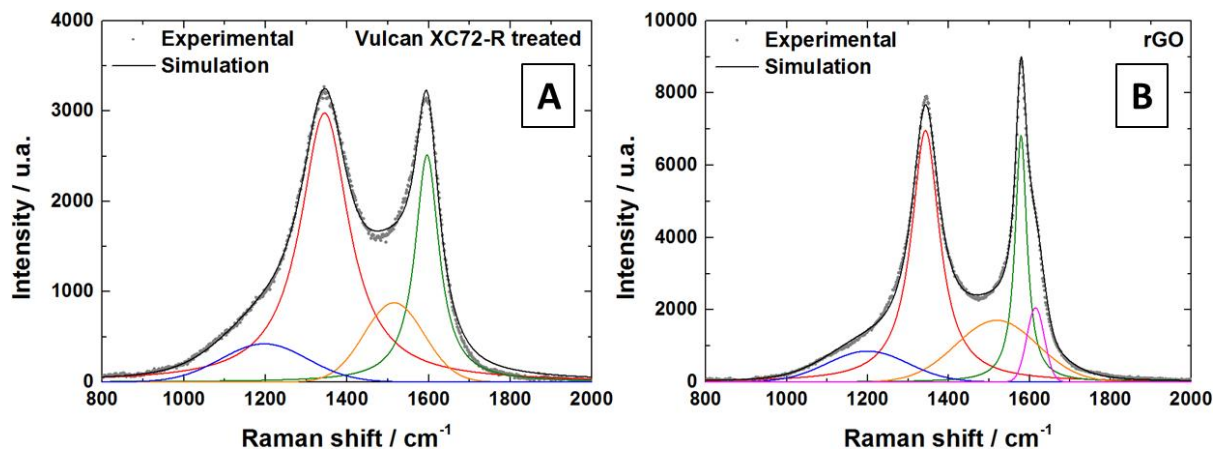 4000
3000
2000
1000
0
Experimental
Simulation
Vulcan XC72-R treated
A
800 1000 1200 1400 1600 1800 2000
Intensity / u.a.
Raman shift / cm-1
10000
8000
6000
4000
2000
0
Experimental
Simulation
rGO
B
800 1000 1200 1400 1600 1800 2000
Intensity / u.a.
Raman shift / cm-1